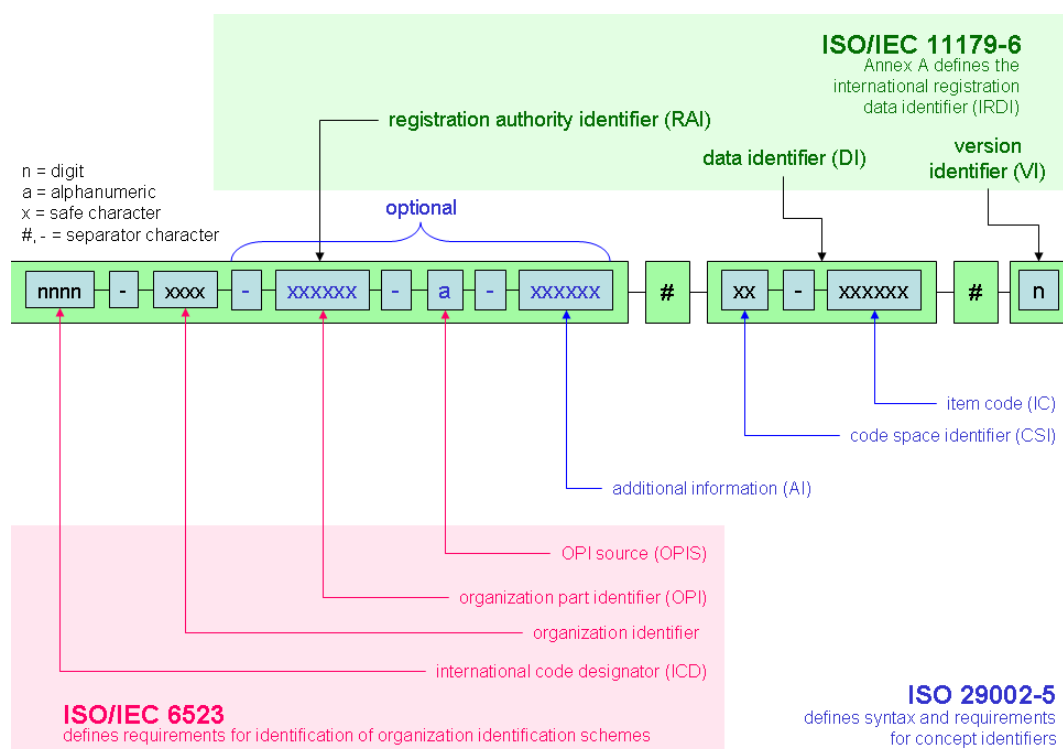 ISO/IEC 11179-6
Annex A defines the
international registration
data identifier (IRDI)
registration authority identifier (RAI)
data identifier (DI)
version
identifier (VI)
n = digit
a = alphanumeric
x = safe character
#, - = separator character
optional
nnnn - xxxx - xxxxxx - a - xxxxxx # xx - xxxxxx # n
item code (IC)
code space identifier (CSI)
additional information (AI)
OPI source (OPIS)
organization part identifier (OPI)
organization identifier
international code designator (ICD)
ISO/IEC 6523
defines requirements for identification of organization identification schemes
ISO 29002-5
defines syntax and requirements
for concept identifiers